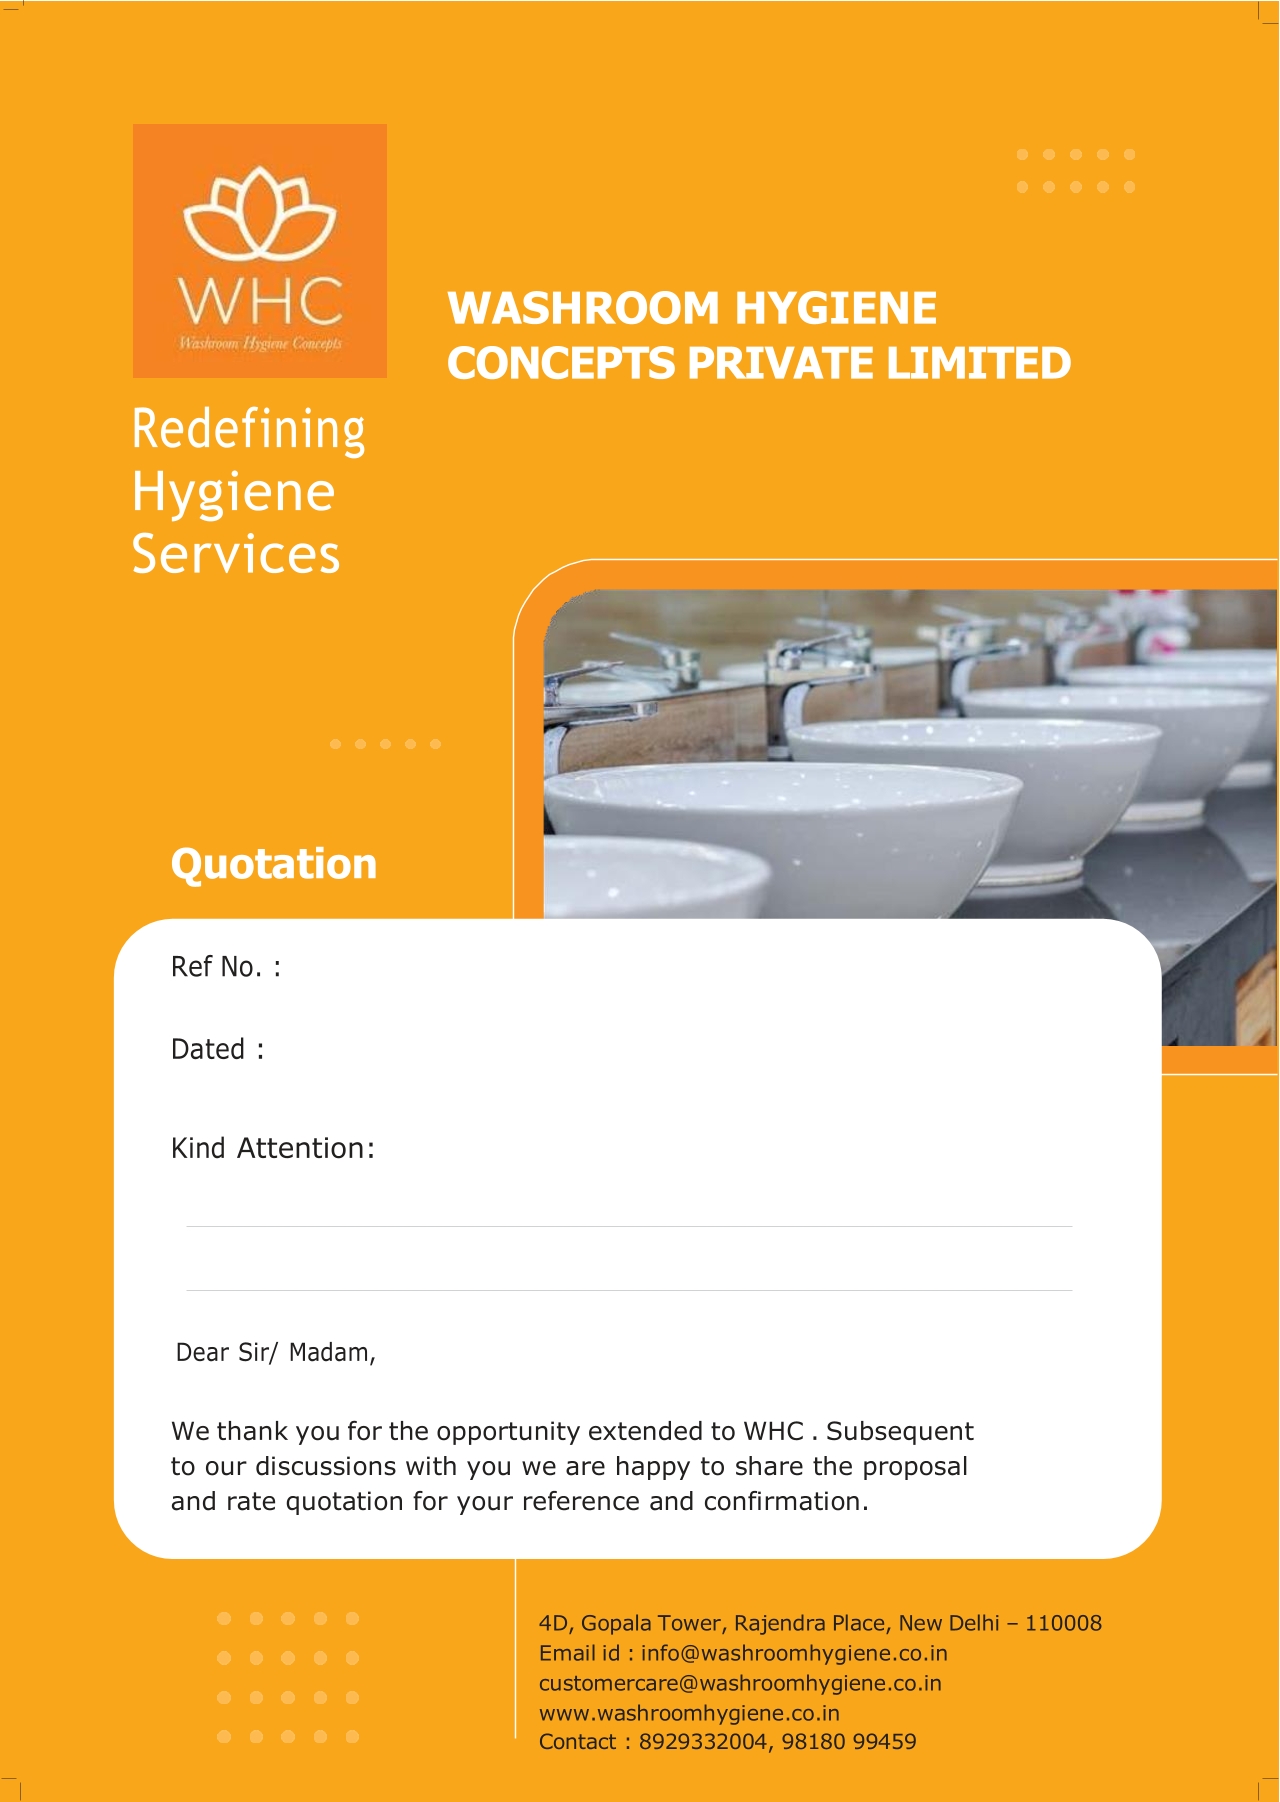 WHC
Washroom Hygiene Concepts
WASHROOM HYGIENE
CONCEPTS PRIVATE LIMITED
Redefining
Hygiene
Services
Quotation
Ref No. :
Dated :
Kind Attention:
Dear Sir/ Madam,
We thank you for the opportunity extended to WHC . Subsequent
to our discussions with you we are happy to share the proposal
and rate quotation for your reference and confirmation.
4D, Gopala Tower, Rajendra Place, New Delhi – 110008
Email id : info@washroomhygiene.co.in
customercare@washroomhygiene.co.in
www.washroomhygiene.co.in
Contact : 8929332004, 98180 99459